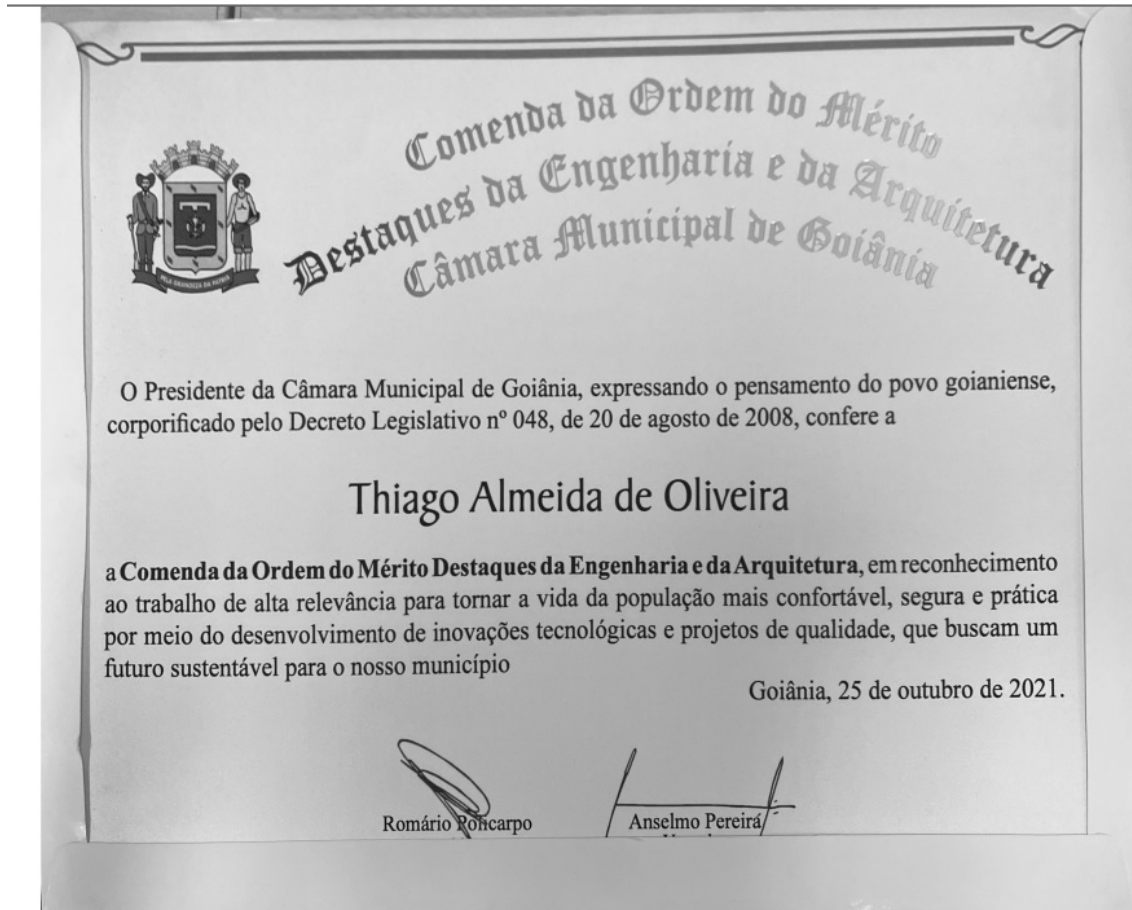 Comenda da Ordem do Mérito
Destaques da Engenharia e da Arquitetura
Câmara Municipal de Goiânia
PELA GRANDEZA DA PÁTRIA
O Presidente da Câmara Municipal de Goiânia, expressando o pensamento do povo goianiense,
corporificado pelo Decreto Legislativo nº 048, de 20 de agosto de 2008, confere a
Thiago Almeida de Oliveira
a Comenda da Ordem do Mérito Destaques da Engenharia e da Arquitetura, em reconhecimento
ao trabalho de alta relevância para tornar a vida da população mais confortável, segura e prática
por meio do desenvolvimento de inovações tecnológicas e projetos de qualidade, que buscam um
futuro sustentável para o nosso município
Goiânia, 25 de outubro de 2021.
Romário Policarpo
Anselmo Pereira